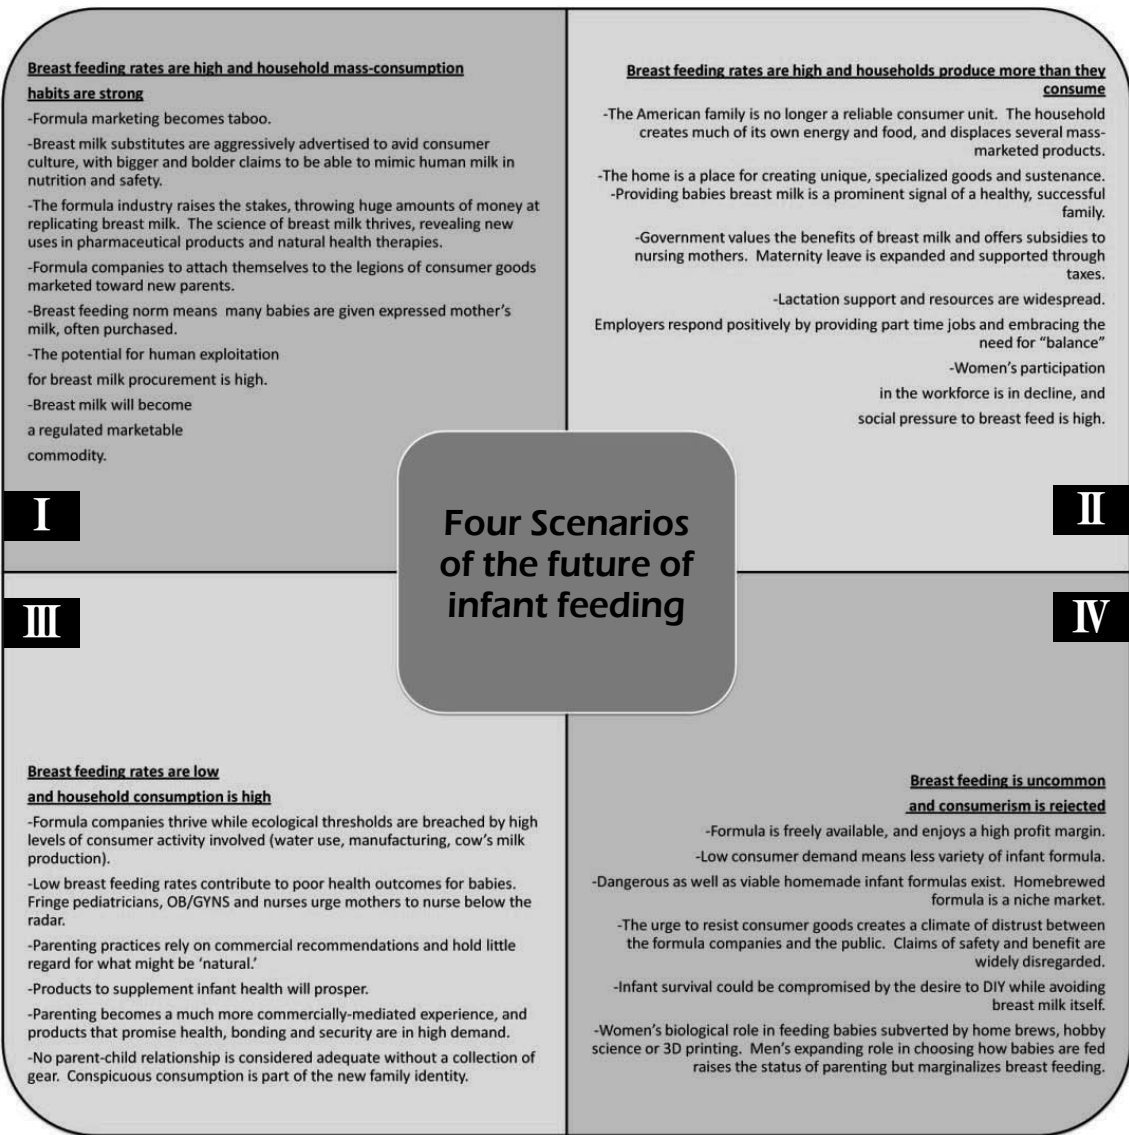 Breast feeding rates are high and household mass-consumption
habits are strong
-Formula marketing becomes taboo.
-Breast milk substitutes are aggressively advertised to avid consumer
culture, with bigger and bolder claims to be able to mimic human milk in
nutrition and safety.
-The formula industry raises the stakes, throwing huge amounts of money at
replicating breast milk.  The science of breast milk thrives, revealing new
uses in pharmaceutical products and natural health therapies.
-Formula companies to attach themselves to the legions of consumer goods
marketed toward new parents.
-Breast feeding norm means  many babies are given expressed mother's
milk, often purchased.
-The potential for human exploitation
for breast milk procurement is high.
-Breast milk will become
a regulated marketable
commodity.
I
Breast feeding rates are high and households produce more than they
consume
-The American family is no longer a reliable consumer unit.  The household
creates much of its own energy and food, and displaces several mass-
marketed products.
-The home is a place for creating unique, specialized goods and sustenance.
-Providing babies breast milk is a prominent signal of a healthy, successful
family.
-Government values the benefits of breast milk and offers subsidies to
nursing mothers.  Maternity leave is expanded and supported through
taxes.
-Lactation support and resources are widespread.
Employers respond positively by providing part time jobs and embracing the
need for “balance”
-Women's participation
in the workforce is in decline, and
social pressure to breast feed is high.
II
Four Scenarios
of the future of
infant feeding
III
Breast feeding rates are low
and household consumption is high
-Formula companies thrive while ecological thresholds are breached by high
levels of consumer activity involved (water use, manufacturing, cow's milk
production).
-Low breast feeding rates contribute to poor health outcomes for babies.
Fringe pediatricians, OB/GYNS and nurses urge mothers to nurse below the
radar.
-Parenting practices rely on commercial recommendations and hold little
regard for what might be ‘natural.’
-Products to supplement infant health will prosper.
-Parenting becomes a much more commercially-mediated experience, and
products that promise health, bonding and security are in high demand.
-No parent-child relationship is considered adequate without a collection of
gear.  Conspicuous consumption is part of the new family identity.
IV
Breast feeding is uncommon
and consumerism is rejected
-Formula is freely available, and enjoys a high profit margin.
-Low consumer demand means less variety of infant formula.
-Dangerous as well as viable homemade infant formulas exist.  Homebrewed
formula is a niche market.
-The urge to resist consumer goods creates a climate of distrust between
the formula companies and the public.  Claims of safety and benefit are
widely disregarded.
-Infant survival could be compromised by the desire to DIY while avoiding
breast milk itself.
-Women's biological role in feeding babies subverted by home brews, hobby
science or 3D printing.  Men's expanding role in choosing how babies are fed
raises the status of parenting but marginalizes breast feeding.